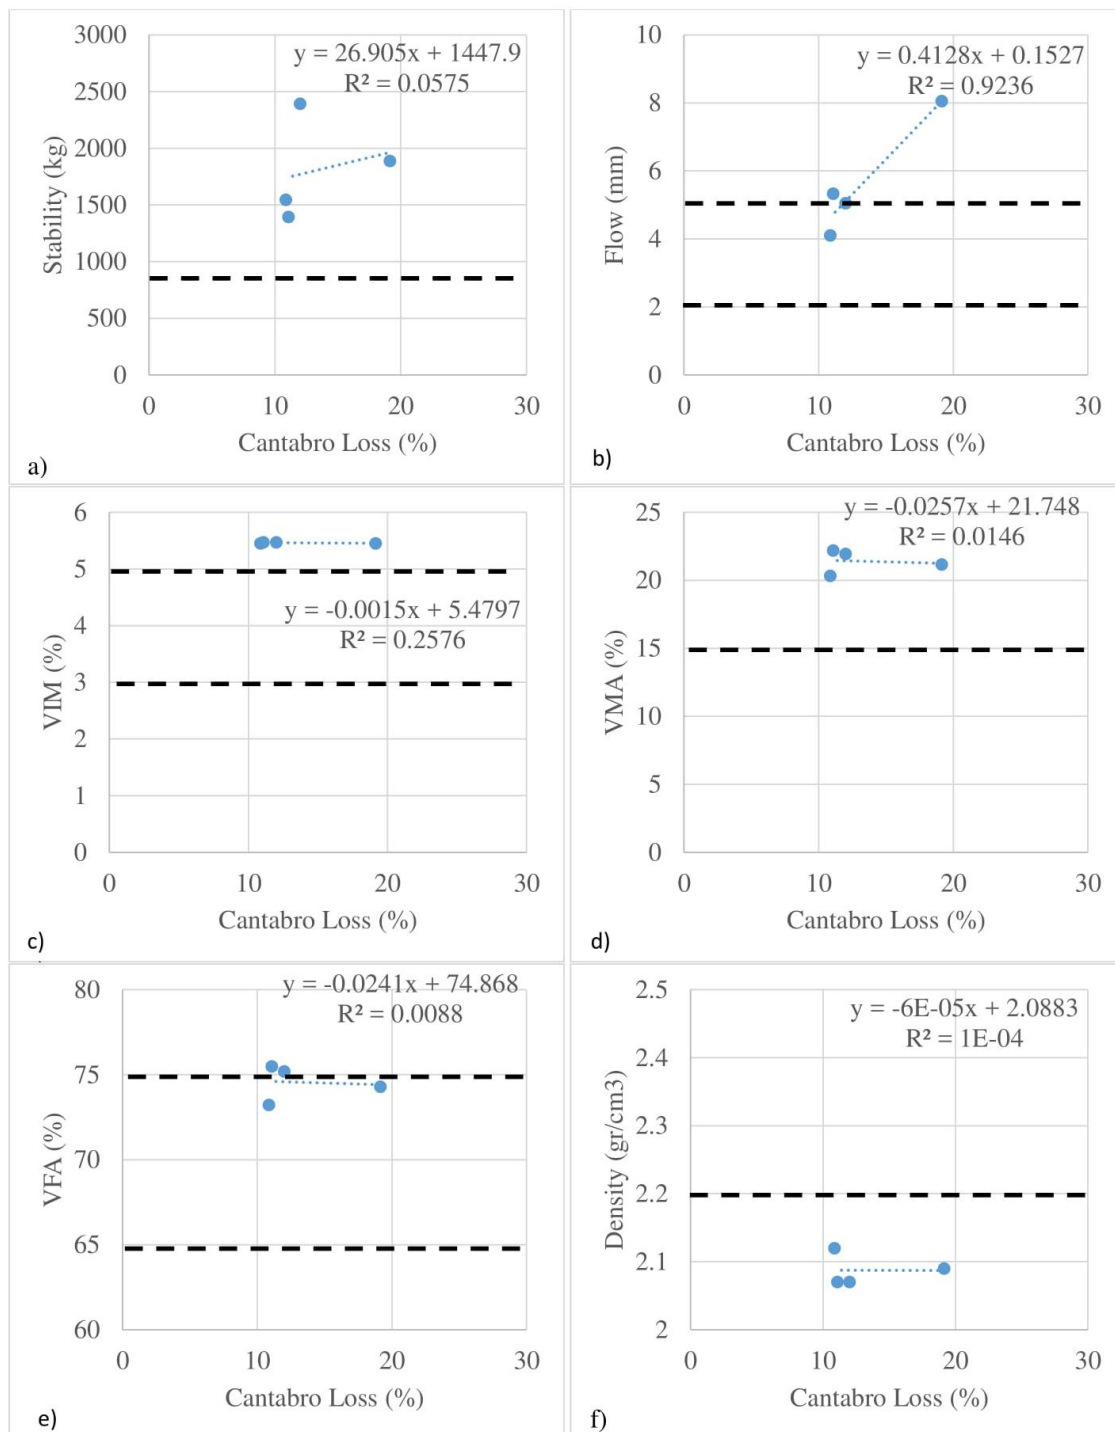 y = 26.905x + 1447.9
R² = 0.0575
3000
2500
2000
1500
1000
500
0
0 10 20 30
Stability (kg)
Cantabro Loss (%)
a)
y = 0.4128x + 0.1527
R² = 0.9236
10
8
6
4
2
0
0 10 20 30
Flow (mm)
Cantabro Loss (%)
b)
6
5
4
3
2
1
0
0 10 20 30
y = -0.0015x + 5.4797
R² = 0.2576
VIM (%)
Cantabro Loss (%)
c)
y = -0.0257x + 21.748
R² = 0.0146
25
20
15
10
5
0
0 10 20 30
VMA (%)
Cantabro Loss (%)
d)
y = -0.0241x + 74.868
R² = 0.0088
80
75
70
65
60
0 10 20 30
VFA (%)
Cantabro Loss (%)
e)
y = -6E-05x + 2.0883
R² = 1E-04
2.5
2.4
2.3
2.2
2.1
2
0 10 20 30
Density (gr/cm3)
Cantabro Loss (%)
f)